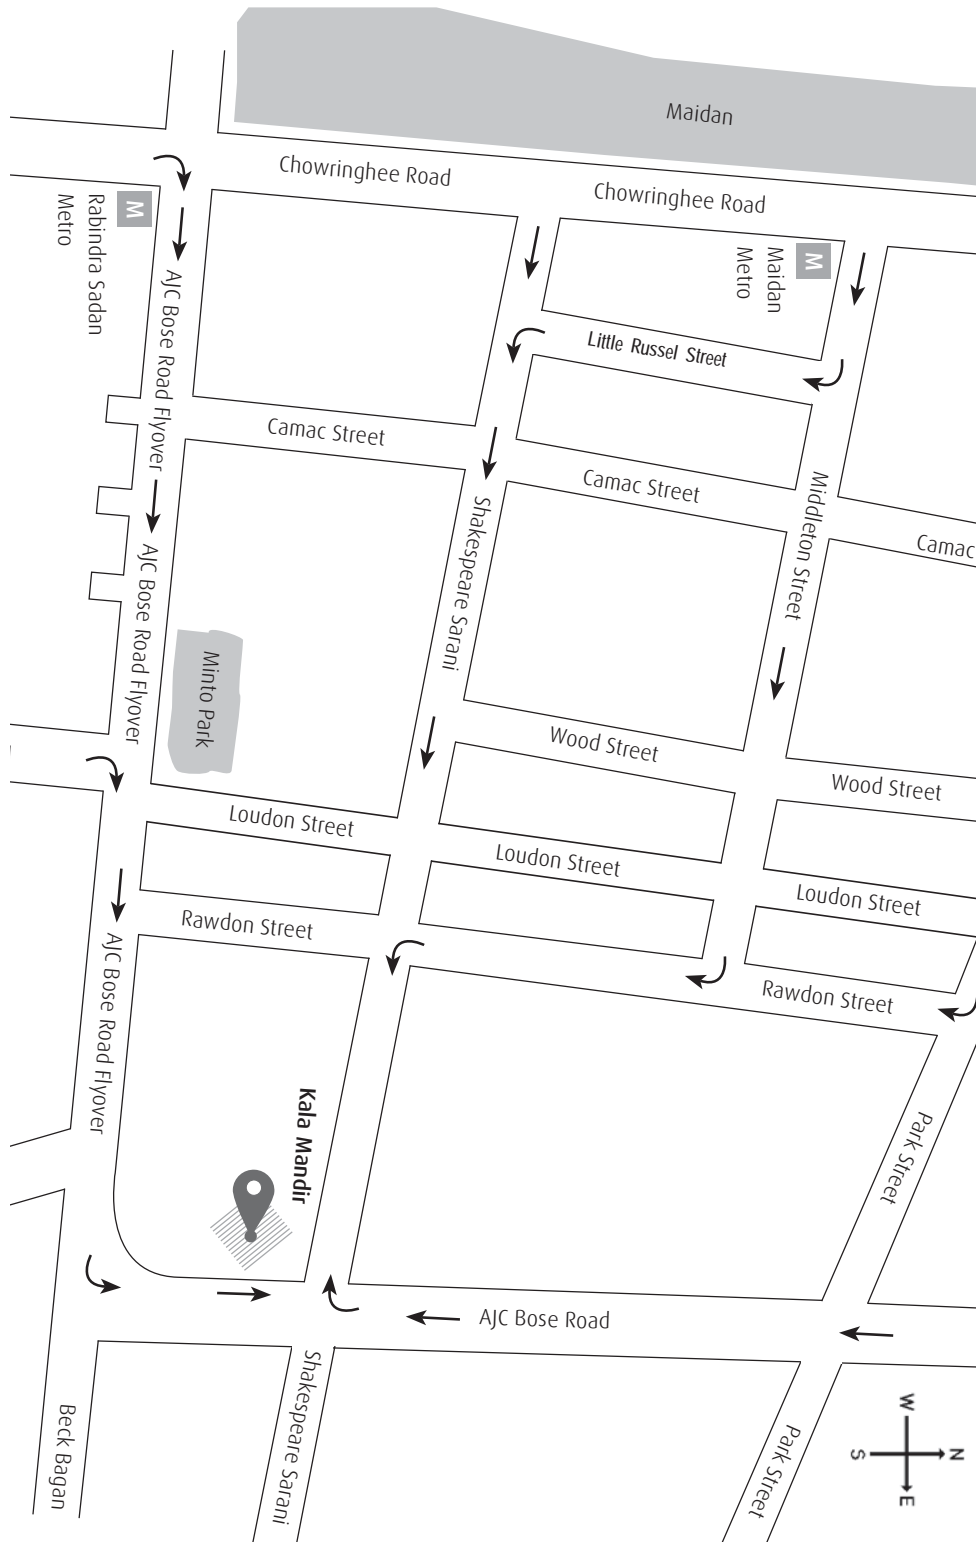 Maidan
Chowringhee Road
Chowringhee Road
M
Rabindra Sadan
Metro
M
Maidan
Metro
AJC Bose Road Flyover
Little Russel Street
Camac Street
Camac Street
Camac
Middleton Street
Shakespeare Sarani
AJC Bose Road Flyover
Minto Park
Wood Street
Wood Street
Loudon Street
Loudon Street
Loudon Street
Rawdon Street
Rawdon Street
AJC Bose Road Flyover
Kala Mandir
Park Street
AJC Bose Road
Shakespeare Sarani
Beck Bagan
Park Street
W
N
S
E